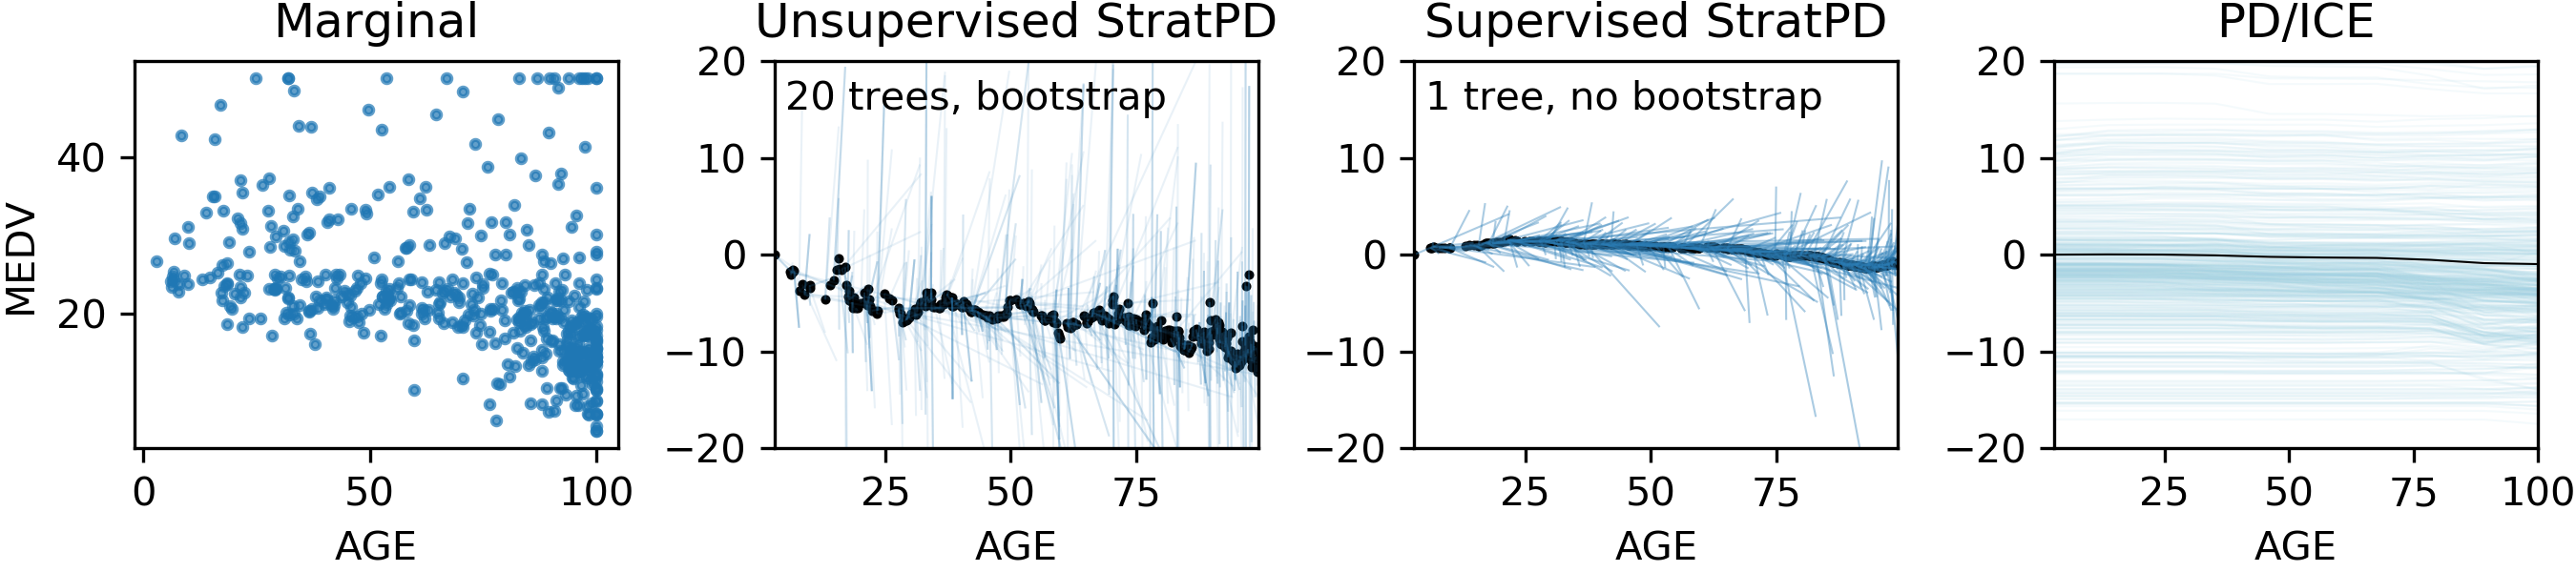 Marginal
MEDV
40
20
0
50
100
AGE
Unsupervised StratPD
20 trees, bootstrap
20
10
0
−10
−20
25
50
75
AGE
Supervised StratPD
1 tree, no bootstrap
20
10
0
−10
−20
25
50
75
AGE
PD/ICE
20
10
0
−10
−20
25
50
75
100
AGE